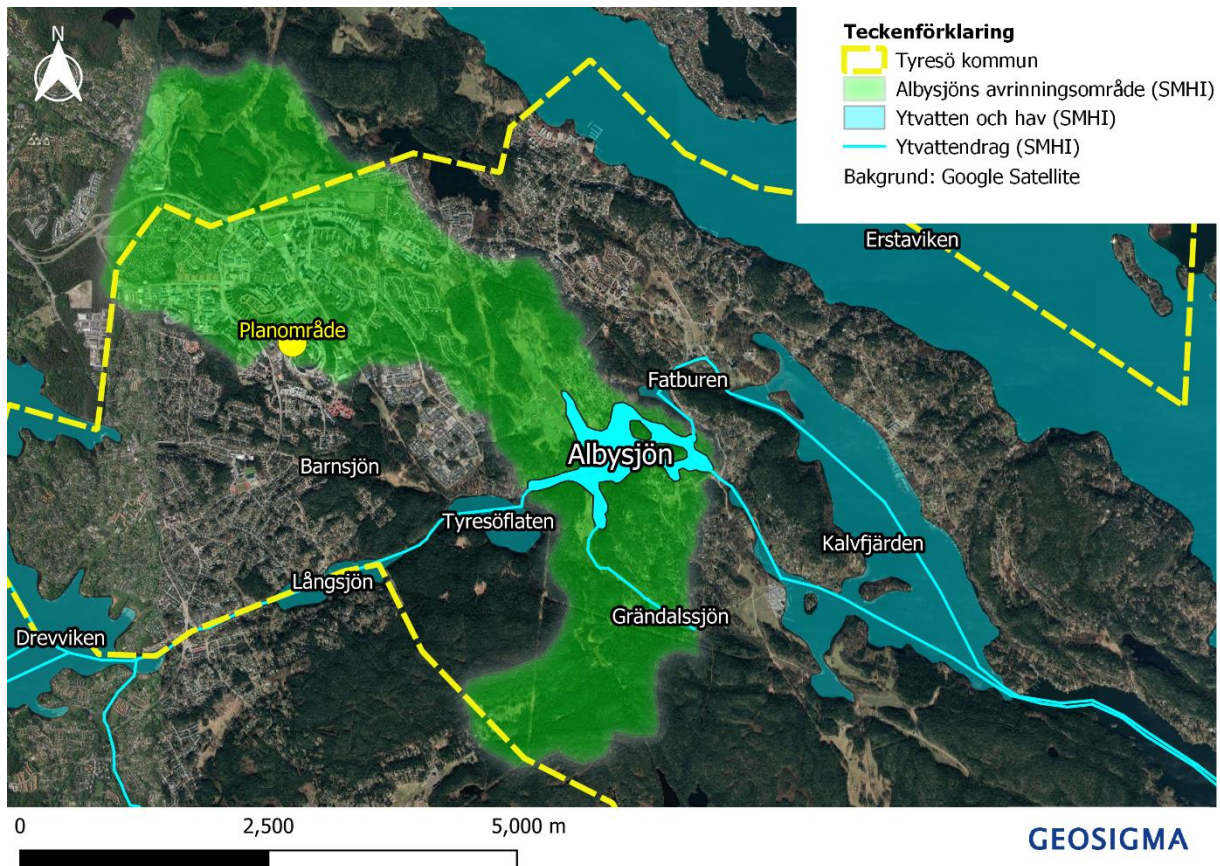 N
Teckenförklaring
Tyresö kommun
Albysjöns avrinningsområde (SMHI)
Ytvatten och hav (SMHI)
Ytvattendrag (SMHI)
Bakgrund: Google Satellite
Erstaviken
Planområde
Fatburen
Albysjön
Barnsjön
Tyresöflaten
Kalvfjärden
Långsjön
Grändalssjön
Drevviken
0
2,500
5,000 m
GEOSIGMA